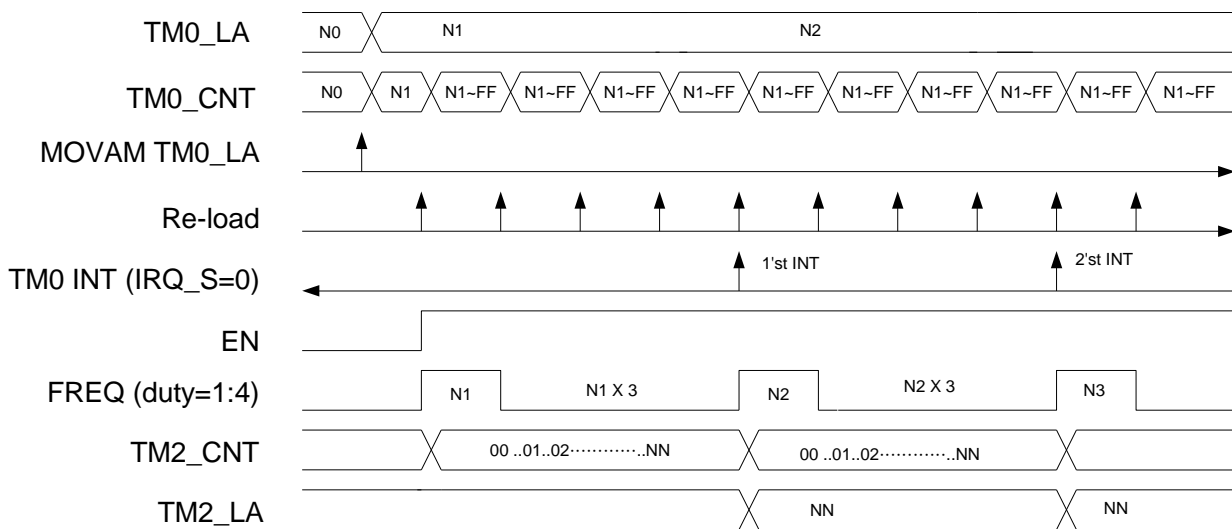 TM0_LA N0 N1 N2
TM0_CNT N0 N1 N1~FF N1~FF N1~FF N1~FF N1~FF N1~FF N1~FF N1~FF N1~FF N1~FF
MOVAM TM0_LA
Re-load
TM0 INT (IRQ_S=0) 1'st INT 2'st INT
EN
FREQ (duty=1:4) N1 N1 X 3 N2 N2 X 3 N3
TM2_CNT 00 ..01..02············..NN 00 ..01..02············..NN
TM2_LA NN NN